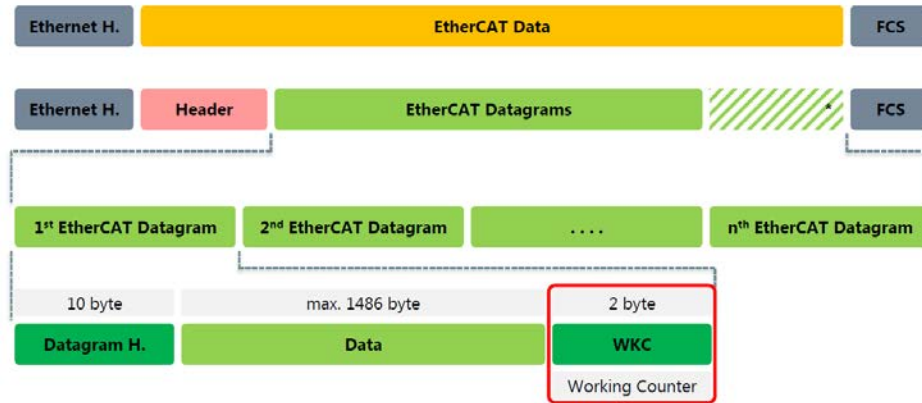 Ethernet H. EtherCAT Data FCS
Ethernet H. Header EtherCAT Datagrams * FCS
1st EtherCAT Datagram 2nd EtherCAT Datagram .... nth EtherCAT Datagram
10 byte max. 1486 byte 2 byte
Datagram H. Data WKC
Working Counter